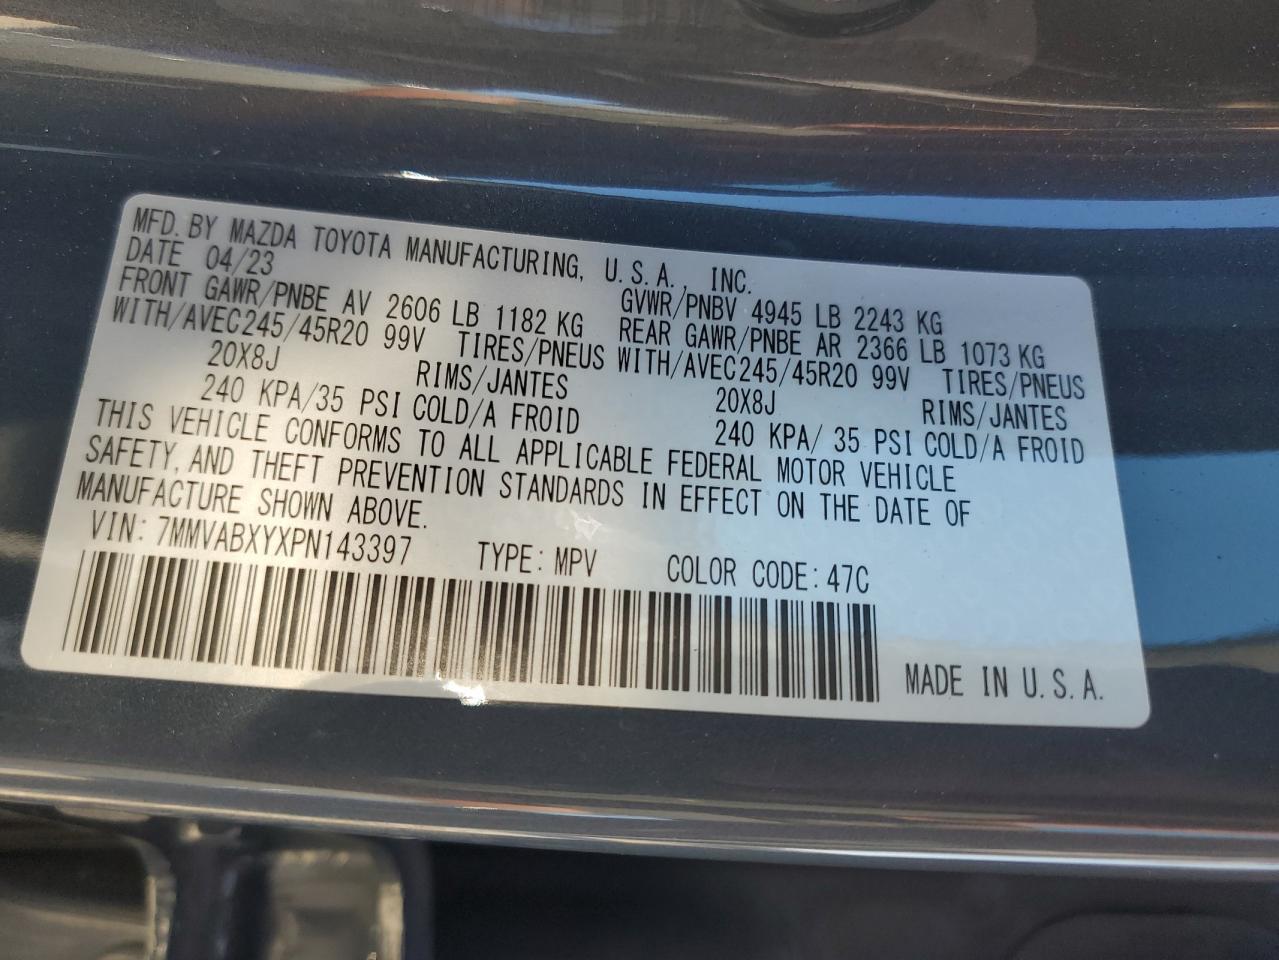 MFD. BY MAZDA TOYOTA MANUFACTURING, U.S.A., INC.
DATE 04/23 GVWR/PNBV 4945 LB 2243 KG
FRONT GAWR/PNBE AV 2606 LB 1182 KG REAR GAWR/PNBE AR 2366 LB 1073 KG
WITH/AVEC245/45R20 99V TIRES/PNEUS WITH/AVEC245/45R20 99V TIRES/PNEUS
20X8J RIMS/JANTES 20X8J RIMS/JANTES
240 KPA/35 PSI COLD/A FROID 240 KPA/ 35 PSI COLD/A FROID
THIS VEHICLE CONFORMS TO ALL APPLICABLE FEDERAL MOTOR VEHICLE
SAFETY, AND THEFT PREVENTION STANDARDS IN EFFECT ON THE DATE OF
MANUFACTURE SHOWN ABOVE.
VIN: 7MMVABXYXPN143397 TYPE: MPV COLOR CODE: 47C
MADE IN U.S.A.